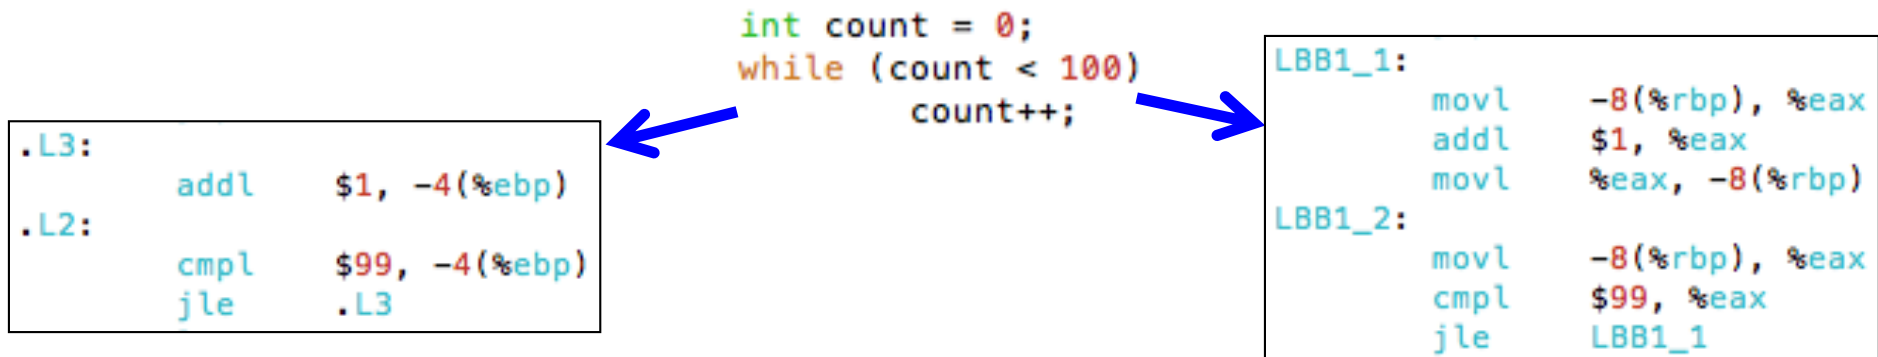 int count = 0;
while (count < 100)
count++;
.L3:
addl $1, -4(%ebp)
.L2:
cmpl $99, -4(%ebp)
jle .L3
LBB1_1:
movl -8(%rbp), %eax
addl $1, %eax
movl %eax, -8(%rbp)
LBB1_2:
movl -8(%rbp), %eax
cmpl $99, %eax
jle LBB1_1